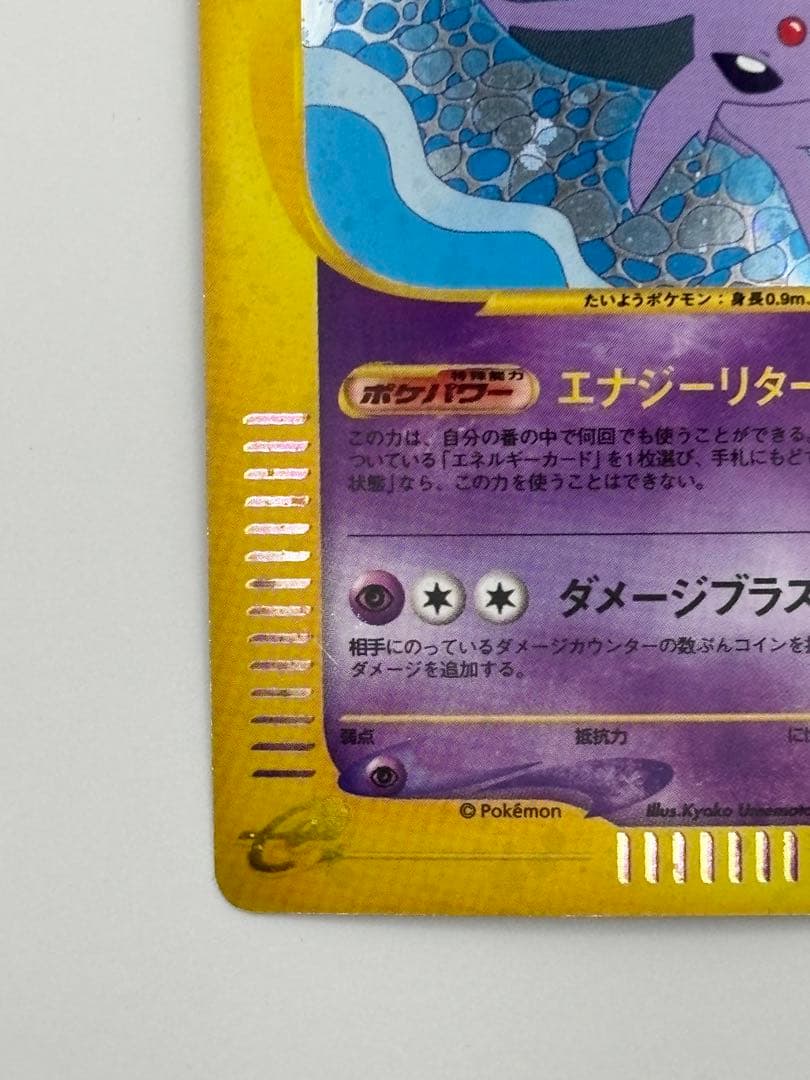 たいようポケモン：身長0.9m
特殊能力
ポケパワー エナジーリター
この力は、自分の番の中で何回でも使うことができる。
ついている「エネルギーカード」を1枚選び、手札にもど
状態」なら、この力を使うことはできない。
ダメージブラス
相手にのっているダメージカウンターの数ぶんコインを
ダメージを追加する。
弱点 抵抗力 に
© Pokémon Illus.Kyoko Umemoto
e